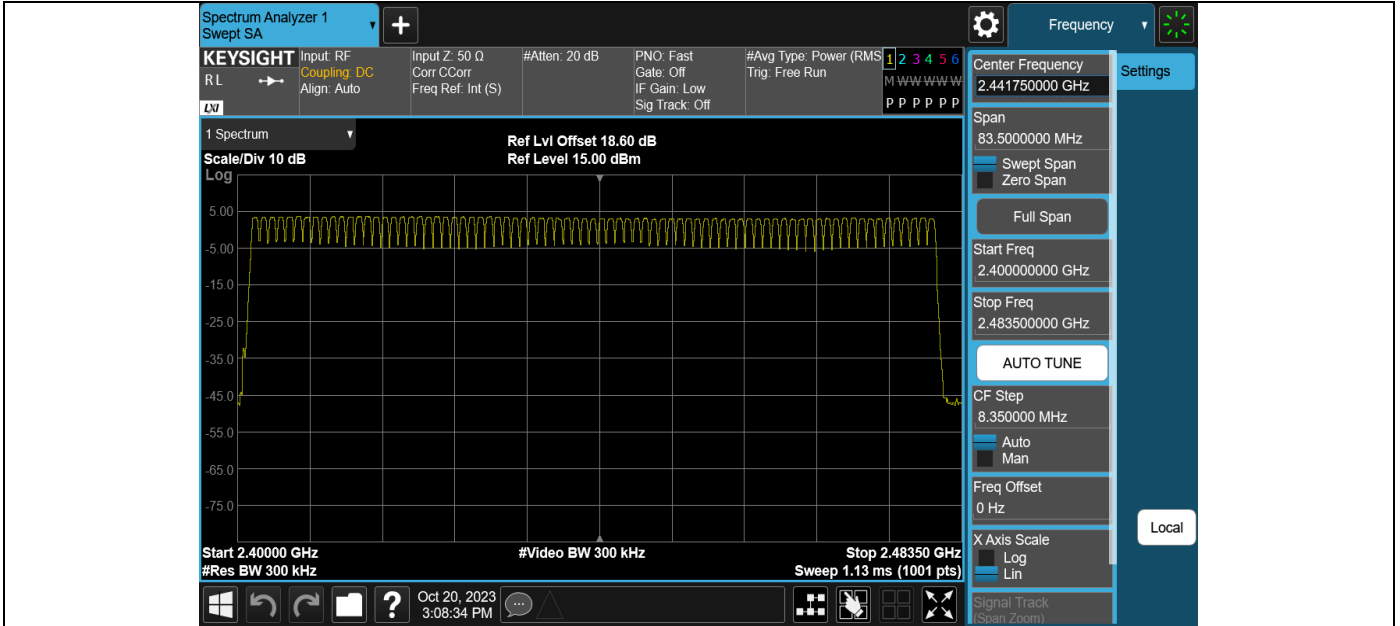 Spectrum Analyzer 1
Swept SA
+
Frequency
KEYSIGHT
R L
LXI
Input: RF
Coupling: DC
Align: Auto
Input Z: 50 Ω
Corr CCorr
Freq Ref: Int (S)
#Atten: 20 dB
PNO: Fast
Gate: Off
IF Gain: Low
Sig Track: Off
#Avg Type: Power (RMS
Trig: Free Run
1 2 3 4 5 6
M W W W W W
P P P P P P
1 Spectrum
Scale/Div 10 dB
Ref Lvl Offset 18.60 dB
Ref Level 15.00 dBm
Log
5.00
-5.00
-15.0
-25.0
-35.0
-45.0
-55.0
-65.0
-75.0
Start 2.40000 GHz
#Video BW 300 kHz
Stop 2.48350 GHz
#Res BW 300 kHz
Sweep 1.13 ms (1001 pts)
Center Frequency
2.441750000 GHz
Settings
Span
83.5000000 MHz
Swept Span
Zero Span
Full Span
Start Freq
2.400000000 GHz
Stop Freq
2.483500000 GHz
AUTO TUNE
CF Step
8.350000 MHz
Auto
Man
Freq Offset
0 Hz
X Axis Scale
Log
Lin
Local
Signal Track
(Span Zoom)
?
Oct 20, 2023
3:08:34 PM